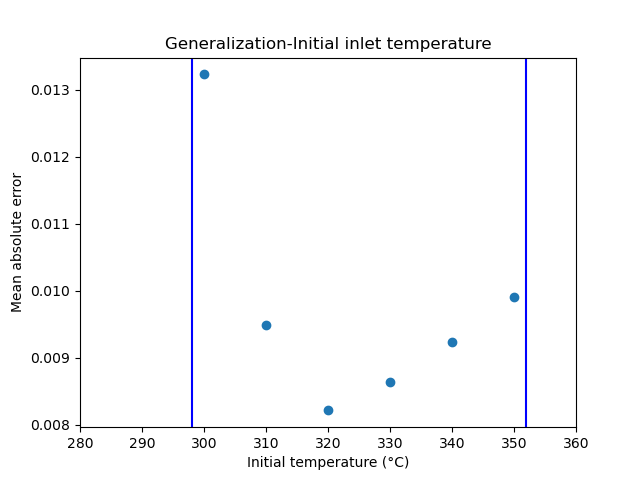 Generalization-Initial inlet temperature
Mean absolute error
0.013
0.012
0.011
0.010
0.009
0.008
280 290 300 310 320 330 340 350 360
Initial temperature (°C)